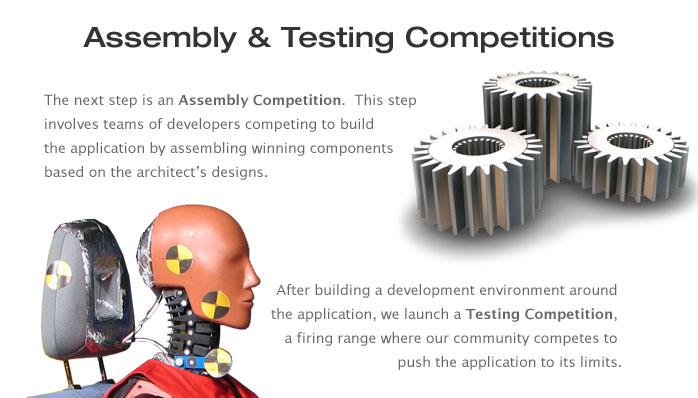 Assembly & Testing Competitions
The next step is an Assembly Competition.  This step
involves teams of developers competing to build
the application by assembling winning components
based on the architect's designs.
After building a development environment around
the application, we launch a Testing Competition,
a firing range where our community competes to
push the application to its limits.